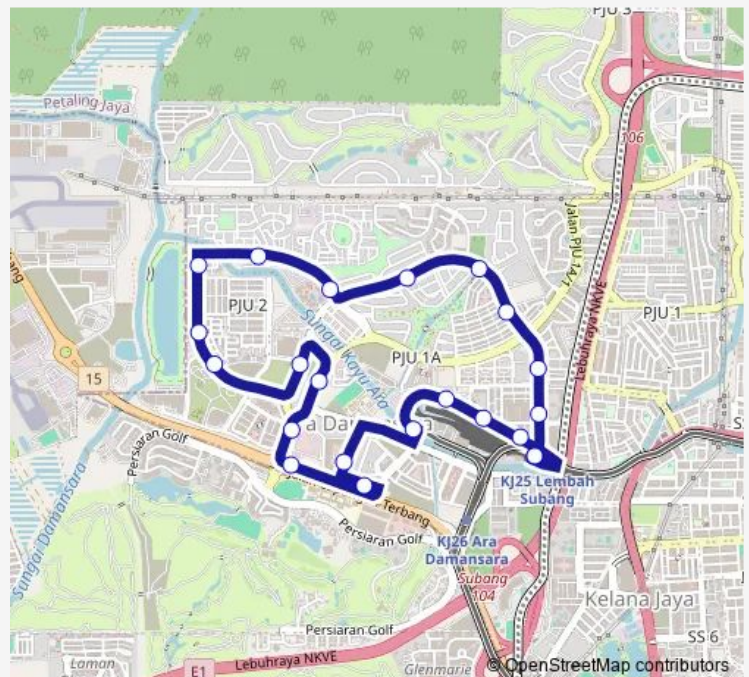 PJU 3
Petaling Jaya
106
Jalan PJU 1A/1
Lebuhraya NKVE
PJU 2
Sungai Kayu Ara
PJU 1
PJU 1A
15
Persiaran Golf
Sungai Damansara
KJ25 Lembah
Subang
Terbang
Persiaran Golf
KJ26 Ara
Damansara
Subang
104
Kelana Jaya
Persiaran Golf
SS 6
Laman
E1
Lebuhraya NKVE
Glenmarie
© OpenStreetMap contributors